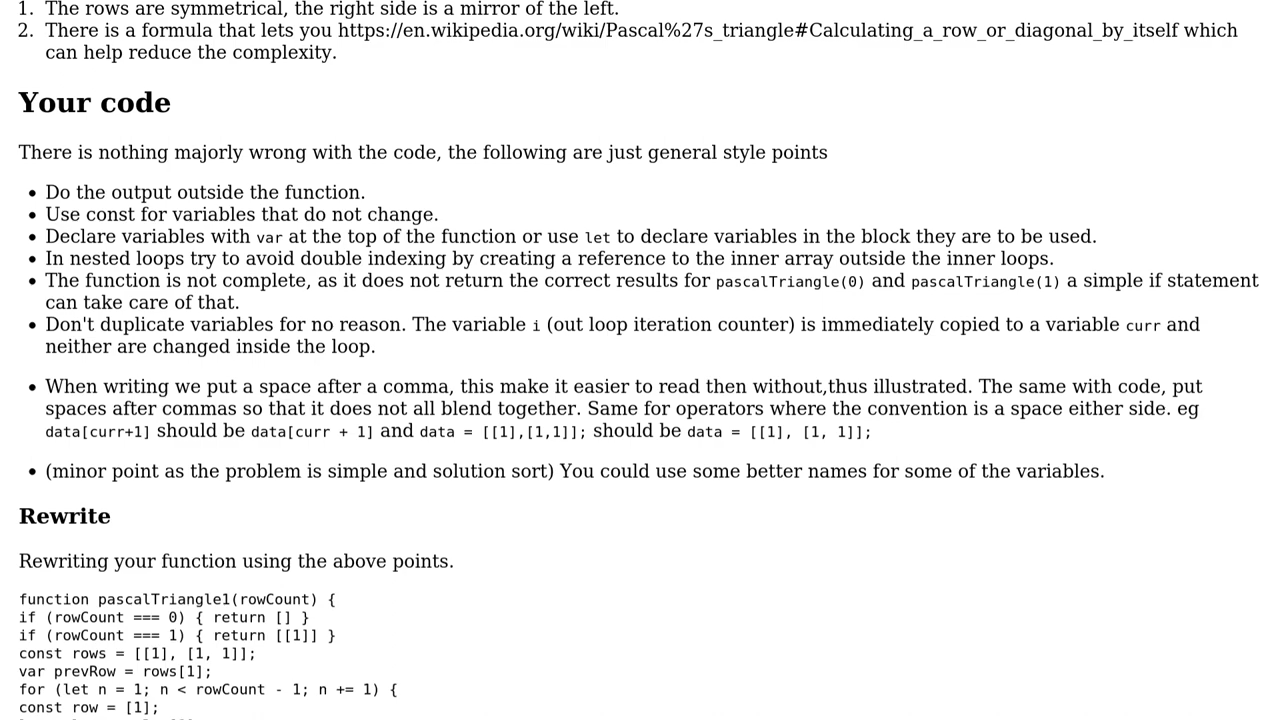 1. The rows are symmetrical, the right side is a mirror of the left.
2. There is a formula that lets you https://en.wikipedia.org/wiki/Pascal%27s_triangle#Calculating_a_row_or_diagonal_by_itself which
can help reduce the complexity.
Your code
There is nothing majorly wrong with the code, the following are just general style points
• Do the output outside the function.
• Use const for variables that do not change.
• Declare variables with var at the top of the function or use let to declare variables in the block they are to be used.
• In nested loops try to avoid double indexing by creating a reference to the inner array outside the inner loops.
• The function is not complete, as it does not return the correct results for pascalTriangle(0) and pascalTriangle(1) a simple if statement
can take care of that.
• Don't duplicate variables for no reason. The variable i (out loop iteration counter) is immediately copied to a variable curr and
neither are changed inside the loop.
• When writing we put a space after a comma, this make it easier to read then without,thus illustrated. The same with code, put
spaces after commas so that it does not all blend together. Same for operators where the convention is a space either side. eg
data[curr+1] should be data[curr + 1] and data = [[1],[1,1]]; should be data = [[1], [1, 1]];
• (minor point as the problem is simple and solution sort) You could use some better names for some of the variables.
Rewrite
Rewriting your function using the above points.
function pascalTriangle1(rowCount) {
if (rowCount === 0) { return [] }
if (rowCount === 1) { return [[1]] }
const rows = [[1], [1, 1]];
var prevRow = rows[1];
for (let n = 1; n < rowCount - 1; n += 1) {
const row = [1];